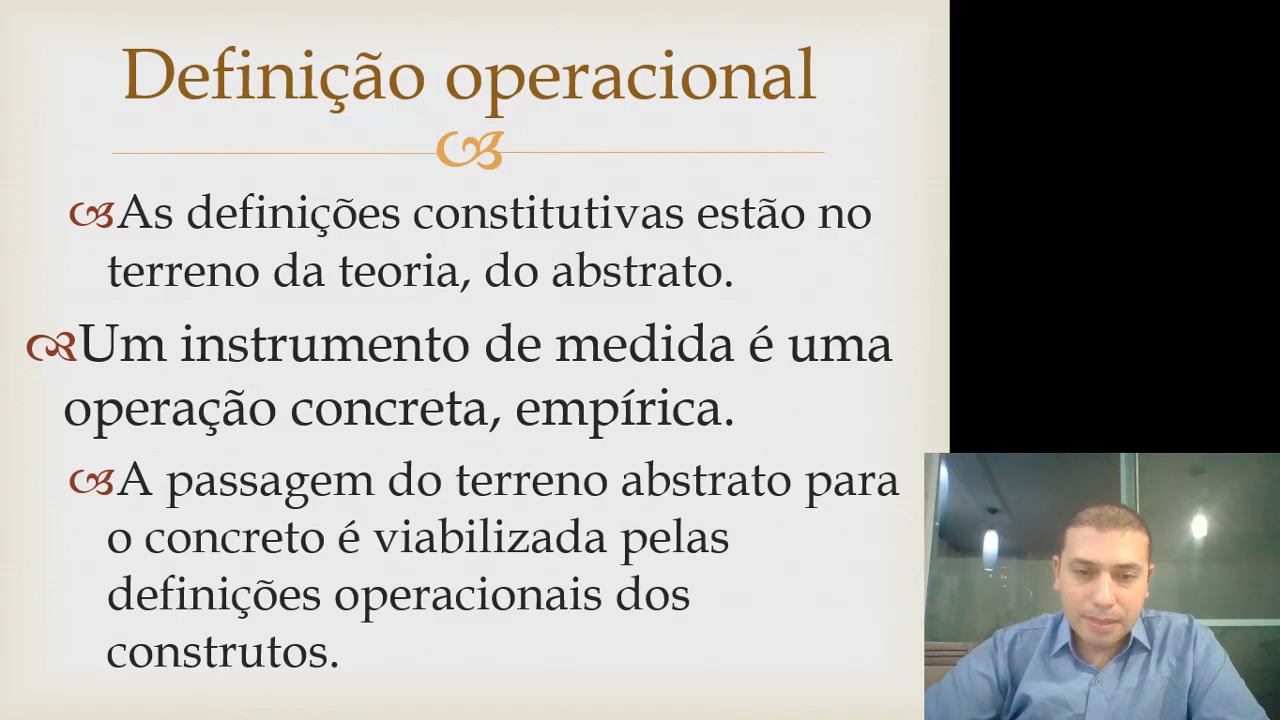 Definição operacional
As definições constitutivas estão no
terreno da teoria, do abstrato.
Um instrumento de medida é uma
operação concreta, empírica.
A passagem do terreno abstrato para
o concreto é viabilizada pelas
definições operacionais dos
construtos.